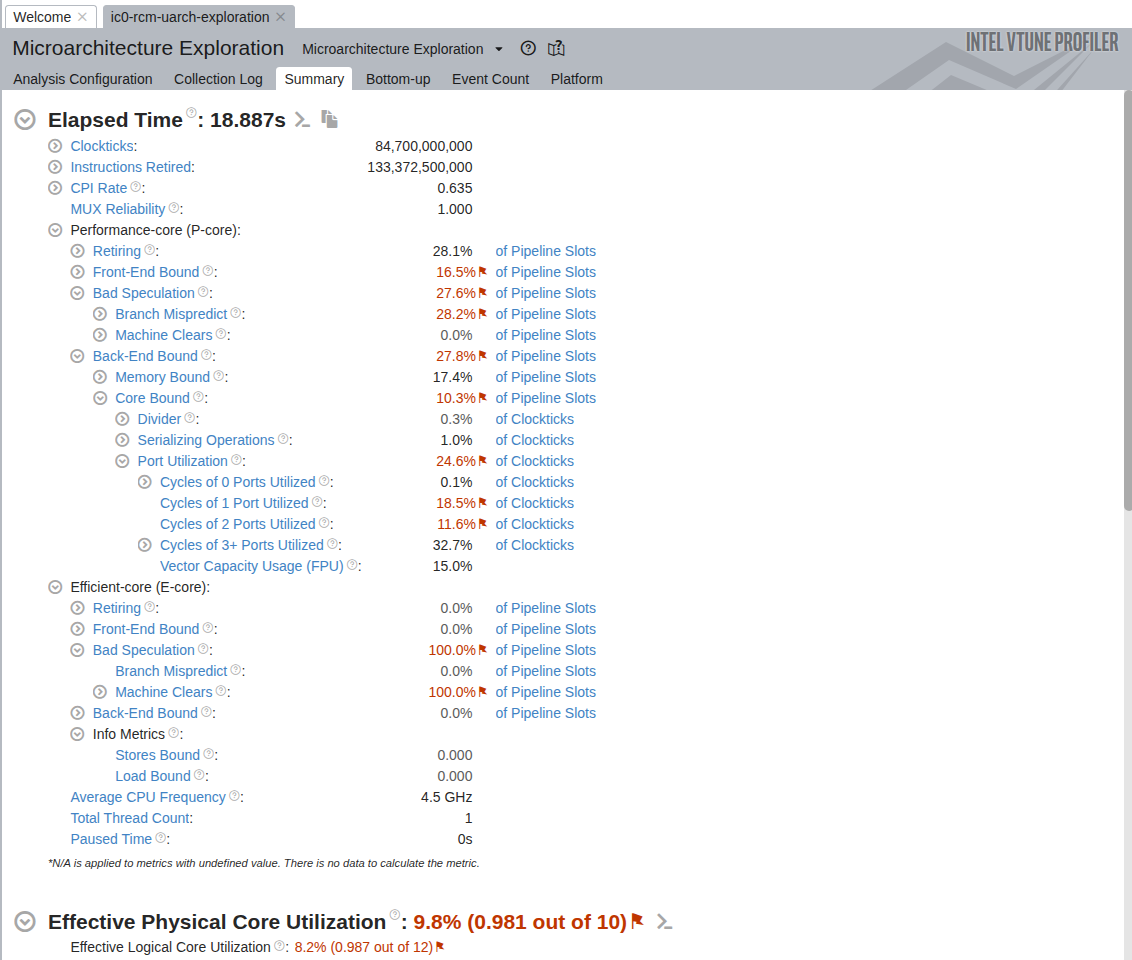 Welcome ic0-rcm-uarch-exploration
Microarchitecture Exploration Microarchitecture Exploration INTEL VTUNE PROFILER
Analysis Configuration Collection Log Summary Bottom-up Event Count Platform
Elapsed Time: 18.887s
Clockticks: 84,700,000,000
Instructions Retired: 133,372,500,000
CPI Rate: 0.635
MUX Reliability: 1.000
Performance-core (P-core):
Retiring: 28.1% of Pipeline Slots
Front-End Bound: 16.5% of Pipeline Slots
Bad Speculation: 27.6% of Pipeline Slots
Branch Mispredict: 28.2% of Pipeline Slots
Machine Clears: 0.0% of Pipeline Slots
Back-End Bound: 27.8% of Pipeline Slots
Memory Bound: 17.4% of Pipeline Slots
Core Bound: 10.3% of Pipeline Slots
Divider: 0.3% of Clockticks
Serializing Operations: 1.0% of Clockticks
Port Utilization: 24.6% of Clockticks
Cycles of 0 Ports Utilized: 0.1% of Clockticks
Cycles of 1 Port Utilized: 18.5% of Clockticks
Cycles of 2 Ports Utilized: 11.6% of Clockticks
Cycles of 3+ Ports Utilized: 32.7% of Clockticks
Vector Capacity Usage (FPU): 15.0%
Efficient-core (E-core):
Retiring: 0.0% of Pipeline Slots
Front-End Bound: 0.0% of Pipeline Slots
Bad Speculation: 100.0% of Pipeline Slots
Branch Mispredict: 0.0% of Pipeline Slots
Machine Clears: 100.0% of Pipeline Slots
Back-End Bound: 0.0% of Pipeline Slots
Info Metrics:
Stores Bound: 0.000
Load Bound: 0.000
Average CPU Frequency: 4.5 GHz
Total Thread Count: 1
Paused Time: 0s
*N/A is applied to metrics with undefined value. There is no data to calculate the metric.
Effective Physical Core Utilization: 9.8% (0.981 out of 10)
Effective Logical Core Utilization: 8.2% (0.987 out of 12)